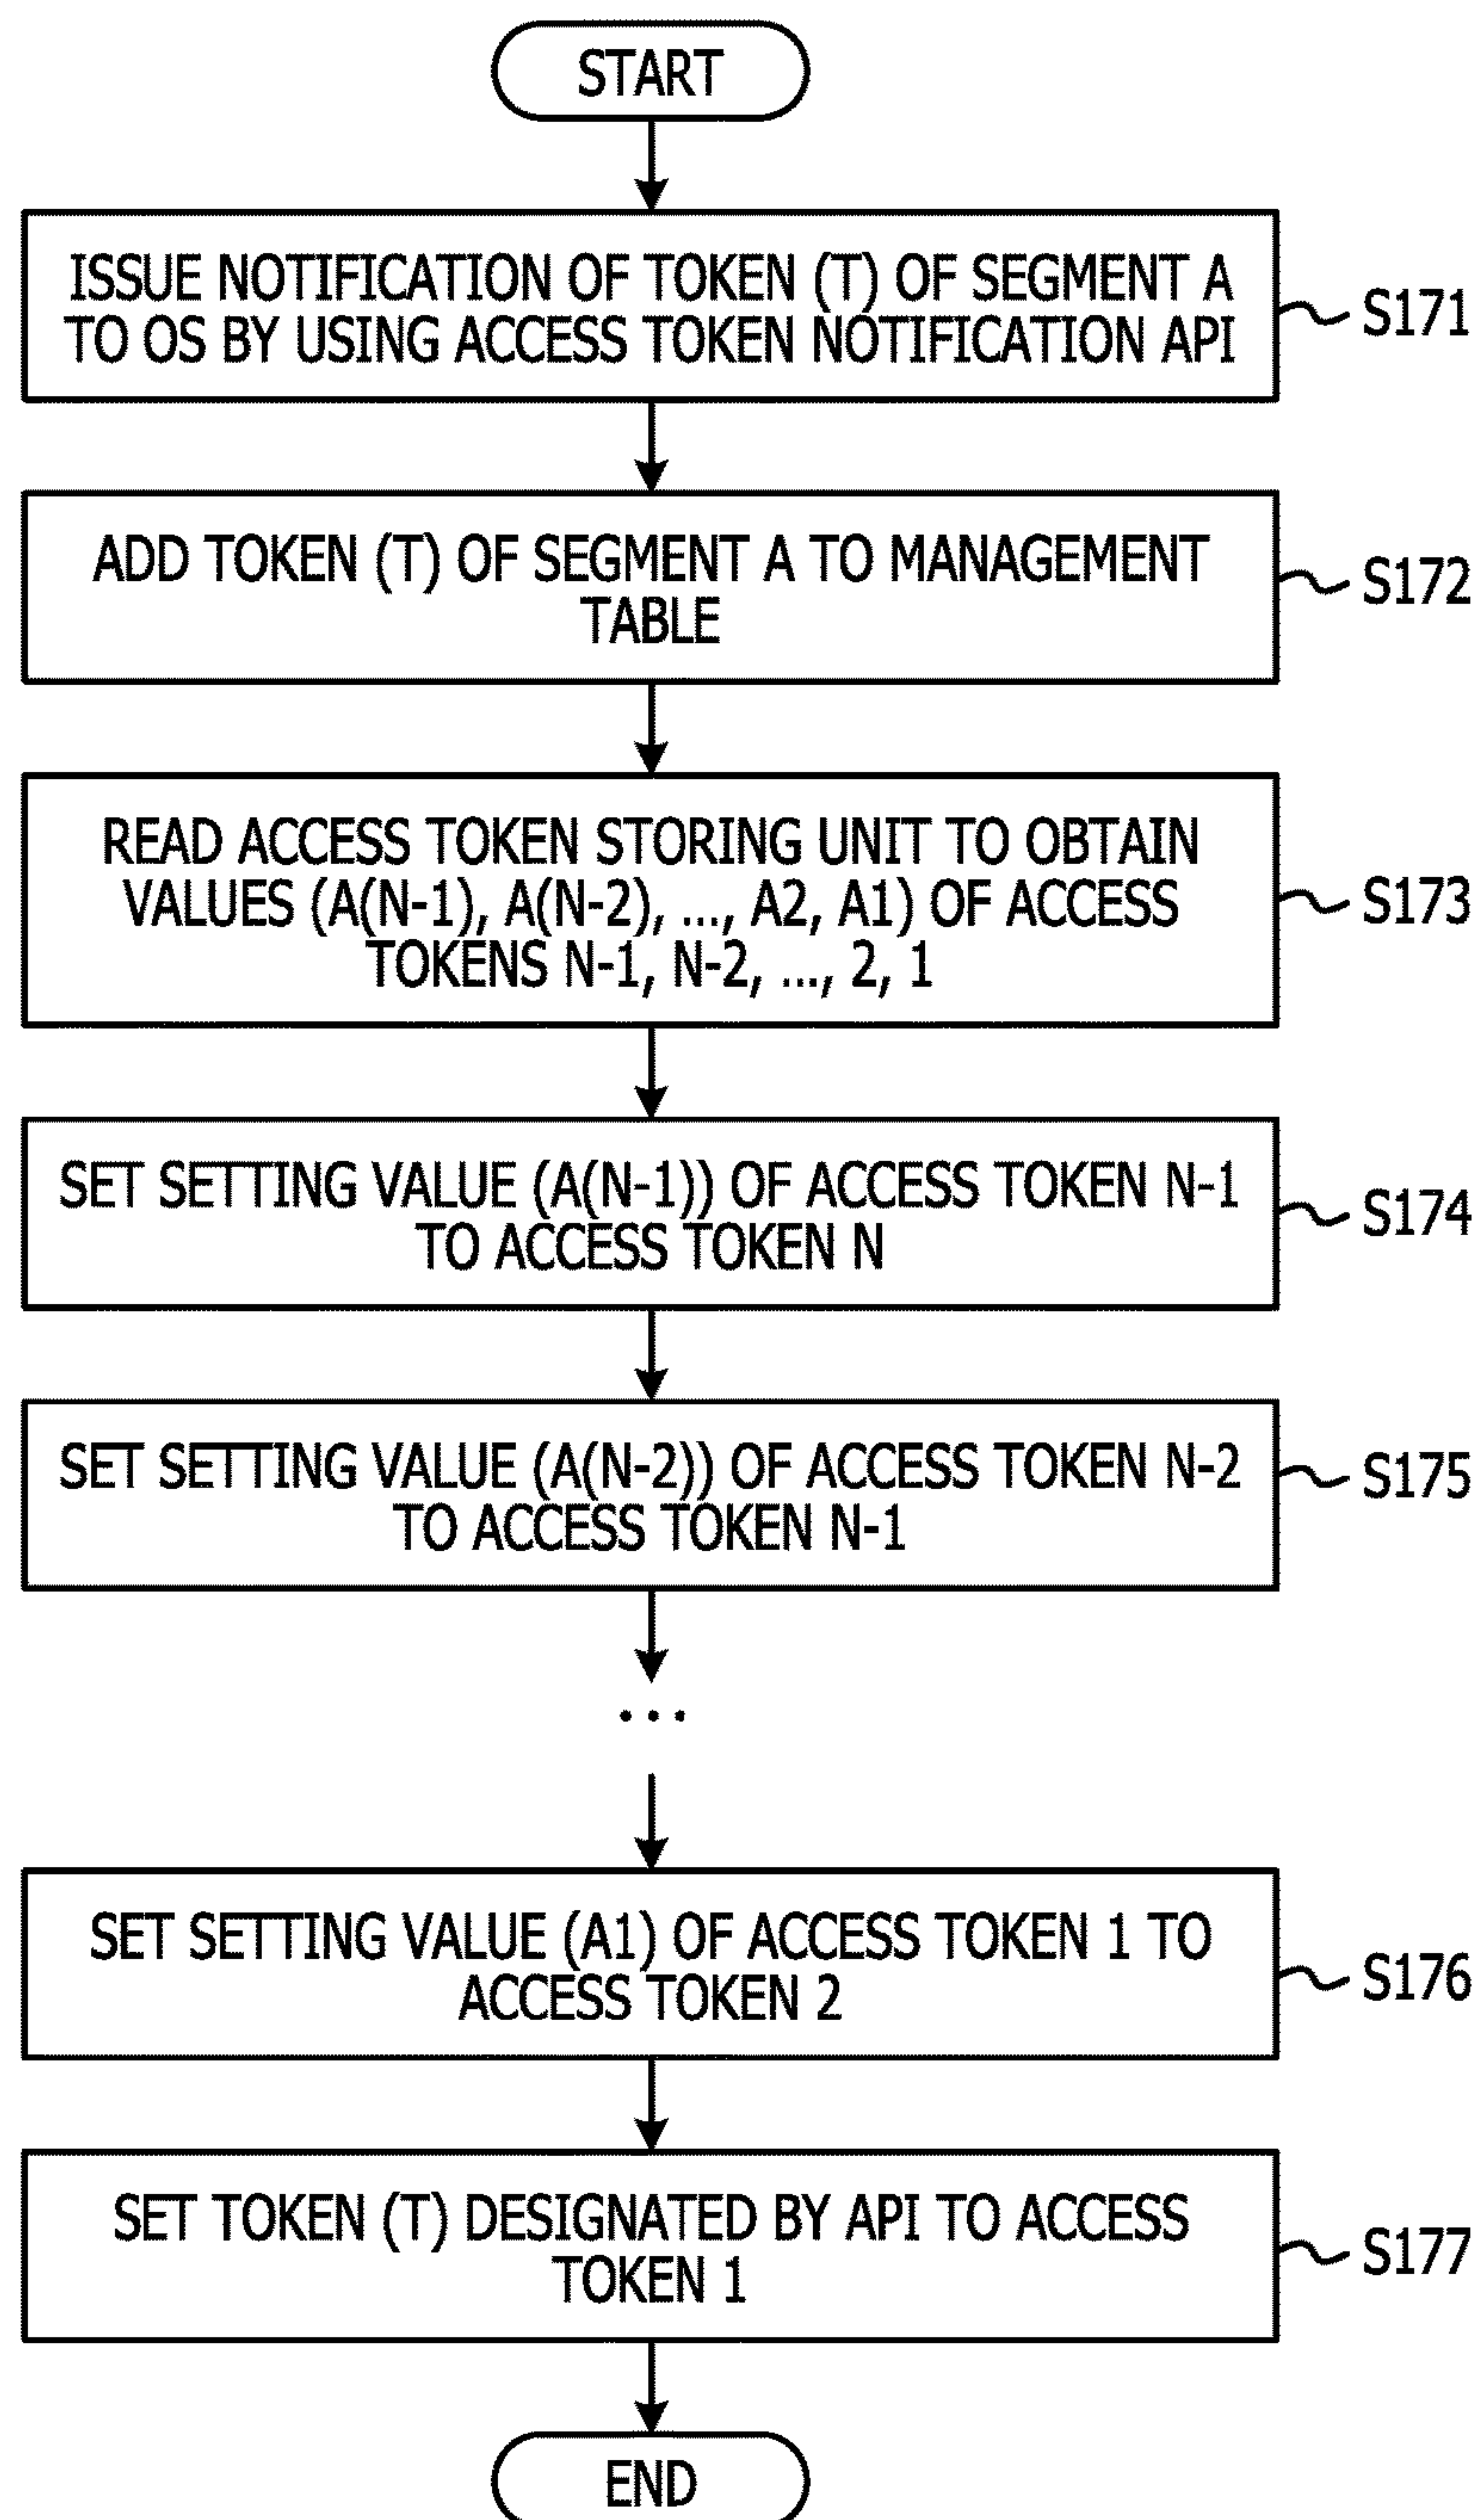 START
ISSUE NOTIFICATION OF TOKEN (T) OF SEGMENT A
TO OS BY USING ACCESS TOKEN NOTIFICATION API
S171
ADD TOKEN (T) OF SEGMENT A TO MANAGEMENT
TABLE
S172
READ ACCESS TOKEN STORING UNIT TO OBTAIN
VALUES (A(N-1), A(N-2), ..., A2, A1) OF ACCESS
TOKENS N-1, N-2, ..., 2, 1
S173
SET SETTING VALUE (A(N-1)) OF ACCESS TOKEN N-1
TO ACCESS TOKEN N
S174
SET SETTING VALUE (A(N-2)) OF ACCESS TOKEN N-2
TO ACCESS TOKEN N-1
S175
...
SET SETTING VALUE (A1) OF ACCESS TOKEN 1 TO
ACCESS TOKEN 2
S176
SET TOKEN (T) DESIGNATED BY API TO ACCESS
TOKEN 1
S177
END